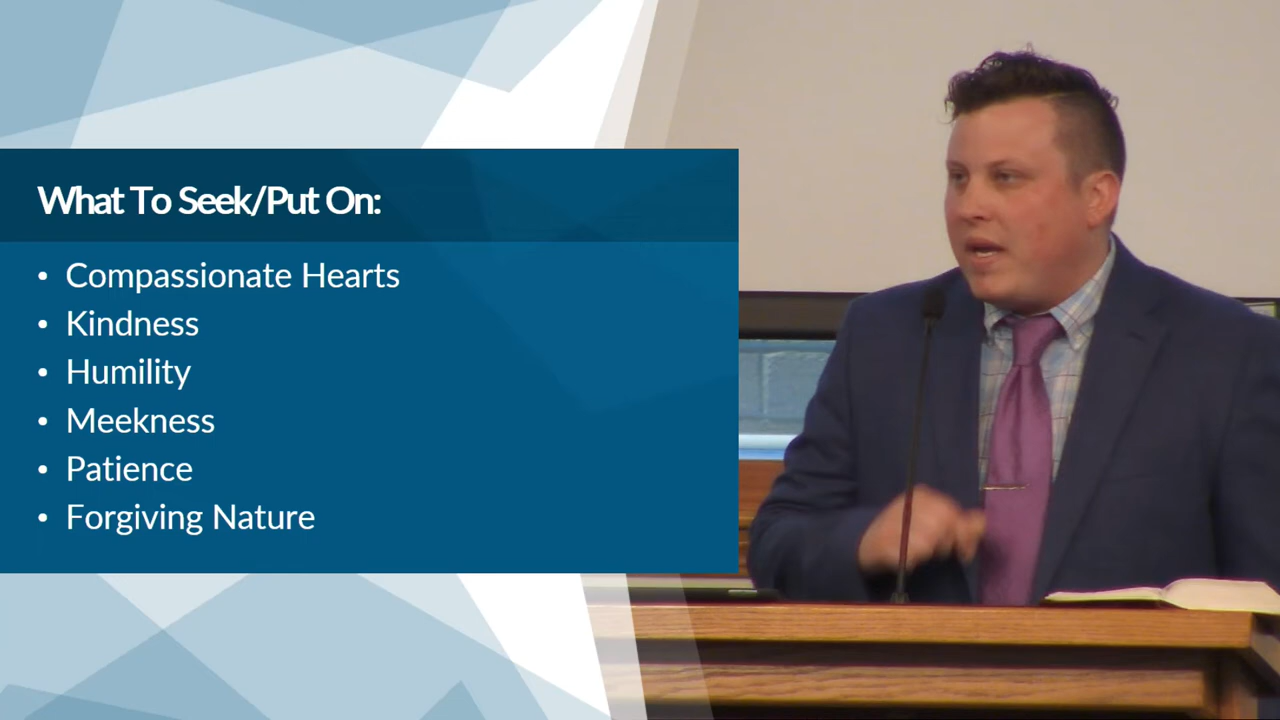 What To Seek/Put On:
• Compassionate Hearts
• Kindness
• Humility
• Meekness
• Patience
• Forgiving Nature